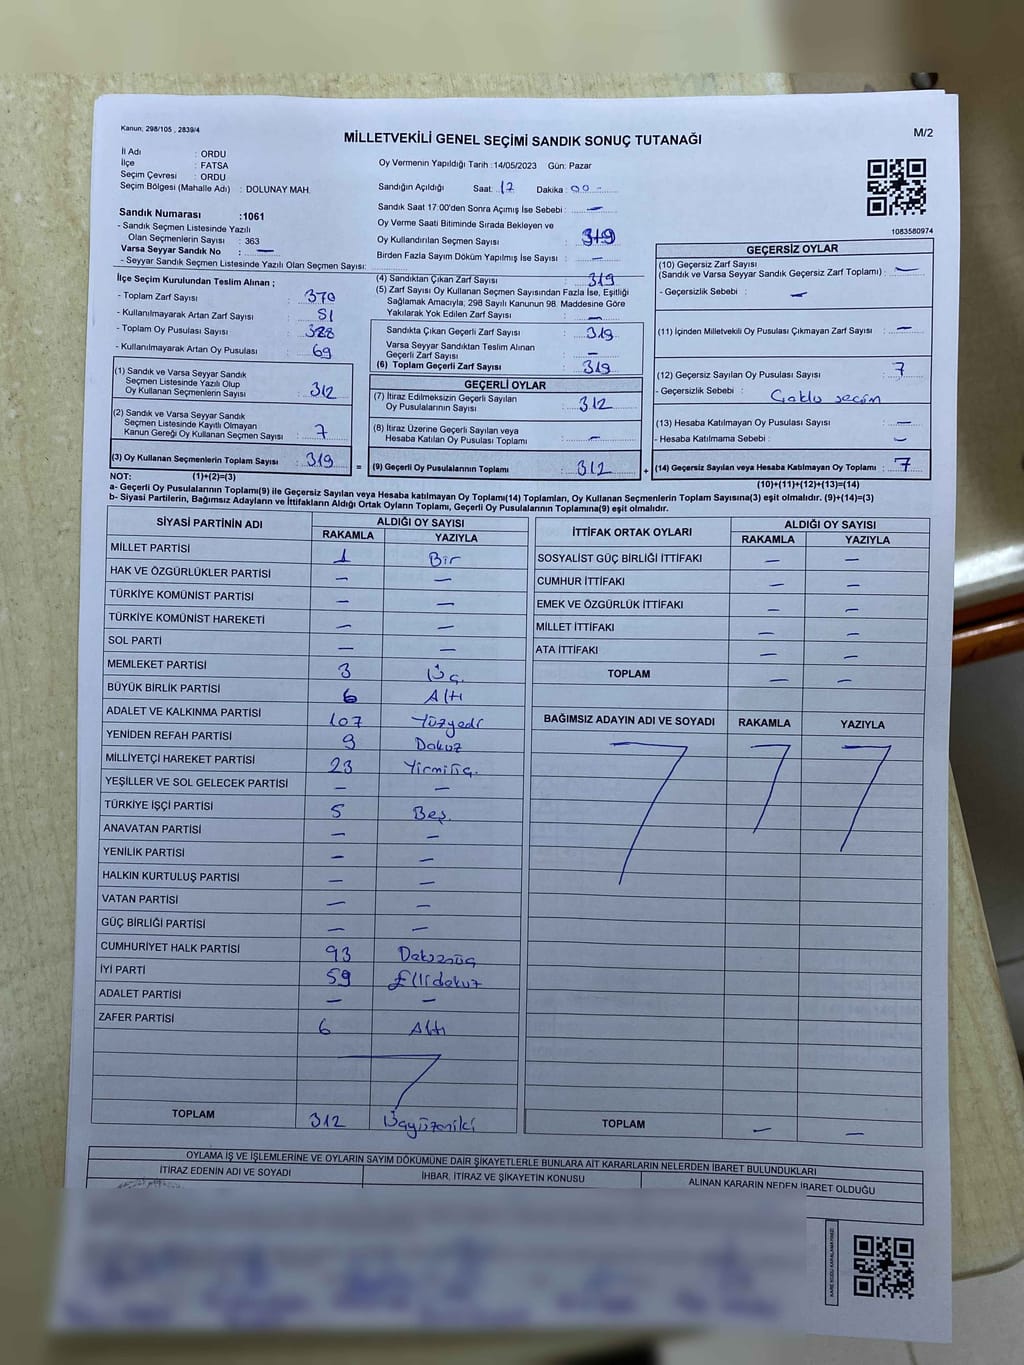 Kanun; 298/105 , 2839/4
M/2
MİLLETVEKİLİ GENEL SEÇİMİ SANDIK SONUÇ TUTANAĞI
İl Adı : ORDU
İlçe : FATSA
Seçim Çevresi : ORDU
Seçim Bölgesi (Mahalle Adı) : DOLUNAY MAH.
Sandık Numarası :1061
- Sandık Seçmen Listesinde Yazılı
Olan Seçmenlerin Sayısı : 363
Varsa Seyyar Sandık No : —
- Seyyar Sandık Seçmen Listesinde Yazılı Olan Seçmen Sayısı:
Oy Vermenin Yapıldığı Tarih :14/05/2023 Gün: Pazar
Sandığın Açıldığı Saat: 17 Dakika : 00 -
Sandık Saat 17:00'den Sonra Açımış İse Sebebi : —
Oy Verme Saati Bitiminde Sırada Bekleyen ve
Oy Kullandırılan Seçmen Sayısı : 319
Birden Fazla Sayım Döküm Yapılmış İse Sayısı : —
1083580974
İlçe Seçim Kurulundan Teslim Alınan ;
- Toplam Zarf Sayısı : 370
- Kullanılmayarak Artan Zarf Sayısı : 51
- Toplam Oy Pusulası Sayısı : 388
- Kullanılmayarak Artan Oy Pusulası : 69
(4) Sandıktan Çıkan Zarf Sayısı : 319
(5) Zarf Sayısı Oy Kullanan Seçmen Sayısından Fazla İse, Eşitliği
Sağlamak Amacıyla, 298 Sayılı Kanunun 98. Maddesine Göre
Yakılarak Yok Edilen Zarf Sayısı : —
Sandıkta Çıkan Geçerli Zarf Sayısı : 319
Varsa Seyyar Sandıktan Teslim Alınan
Geçerli Zarf Sayısı : —
(6) Toplam Geçerli Zarf Sayısı : 319
GEÇERSİZ OYLAR
(10) Geçersiz Zarf Sayısı
(Sandık ve Varsa Seyyar Sandık Geçersiz Zarf Toplamı) : —
- Geçersizlik Sebebi : —
(11) İçinden Milletvekili Oy Pusulası Çıkmayan Zarf Sayısı : —
(12) Geçersiz Sayılan Oy Pusulası Sayısı : 7
- Geçersizlik Sebebi : Çoklu seçim
(13) Hesaba Katılmayan Oy Pusulası Sayısı : —
- Hesaba Katılmama Sebebi : —
(14) Geçersiz Sayılan veya Hesaba Katılmayan Oy Toplamı : 7
(10)+(11)+(12)+(13)=(14)
(1) Sandık ve Varsa Seyyar Sandık
Seçmen Listesinde Yazılı Olup
Oy Kullanan Seçmenlerin Sayısı : 312
(2) Sandık ve Varsa Seyyar Sandık
Seçmen Listesinde Kayıtlı Olmayan
Kanun Gereği Oy Kullanan Seçmen Sayısı : 7
(3) Oy Kullanan Seçmenlerin Toplam Sayısı : 319 =
GEÇERLİ OYLAR
(7) İtiraz Edilmeksizin Geçerli Sayılan
Oy Pusulalarının Sayısı : 312
(8) İtiraz Üzerine Geçerli Sayılan veya
Hesaba Katılan Oy Pusulası Toplamı : —
(9) Geçerli Oy Pusulalarının Toplamı : 312 +
NOT: (1)+(2)=(3)
a- Geçerli Oy Pusulalarının Toplamı(9) ile Geçersiz Sayılan veya Hesaba katılmayan Oy Toplamı(14) Toplamları, Oy Kullanan Seçmenlerin Toplam Sayısına(3) eşit olmalıdır. (9)+(14)=(3)
b- Siyasi Partilerin, Bağımsız Adayların ve İttifakların Aldığı Ortak Oyların Toplamı, Geçerli Oy Pusulalarının Toplamına(9) eşit olmalıdır.
SİYASİ PARTİNİN ADI ALDIĞI OY SAYISI
RAKAMLA YAZIYLA
MİLLET PARTİSİ 1 Bir
HAK VE ÖZGÜRLÜKLER PARTİSİ — —
TÜRKİYE KOMÜNİST PARTİSİ — —
TÜRKİYE KOMÜNİST HAREKETİ — —
SOL PARTİ — —
MEMLEKET PARTİSİ 3 Üç.
BÜYÜK BİRLİK PARTİSİ 6 Altı
ADALET VE KALKINMA PARTİSİ 107 Yüzyedi
YENİDEN REFAH PARTİSİ 9 Dokuz
MİLLİYETÇİ HAREKET PARTİSİ 23 Yirmiüç.
YEŞİLLER VE SOL GELECEK PARTİSİ — —
TÜRKİYE İŞÇİ PARTİSİ 5 Beş.
ANAVATAN PARTİSİ — —
YENİLİK PARTİSİ — —
HALKIN KURTULUŞ PARTİSİ — —
VATAN PARTİSİ — —
GÜÇ BİRLİĞİ PARTİSİ — —
CUMHURİYET HALK PARTİSİ 93 Doksanüç
İYİ PARTİ 59 Ellidokuz
ADALET PARTİSİ — —
ZAFER PARTİSİ 6 Altı
TOPLAM 312 Üçyüzoniki
İTTİFAK ORTAK OYLARI ALDIĞI OY SAYISI
RAKAMLA YAZIYLA
SOSYALİST GÜÇ BİRLİĞİ İTTİFAKI — —
CUMHUR İTTİFAKI — —
EMEK VE ÖZGÜRLÜK İTTİFAKI — —
MİLLET İTTİFAKI — —
ATA İTTİFAKI — —
TOPLAM — —
BAĞIMSIZ ADAYIN ADI VE SOYADI RAKAMLA YAZIYLA
TOPLAM — —
OYLAMA İŞ VE İŞLEMLERİNE VE OYLARIN SAYIM DÖKÜMÜNE DAİR ŞİKAYETLERLE BUNLARA AİT KARARLARIN NELERDEN İBARET BULUNDUKLARI
İTİRAZ EDENİN ADI VE SOYADI İHBAR, İTİRAZ VE ŞİKAYETİN KONUSU ALINAN KARARIN NEDEN İBARET OLDUĞU
KARE KODU KARALAMAYINIZ!